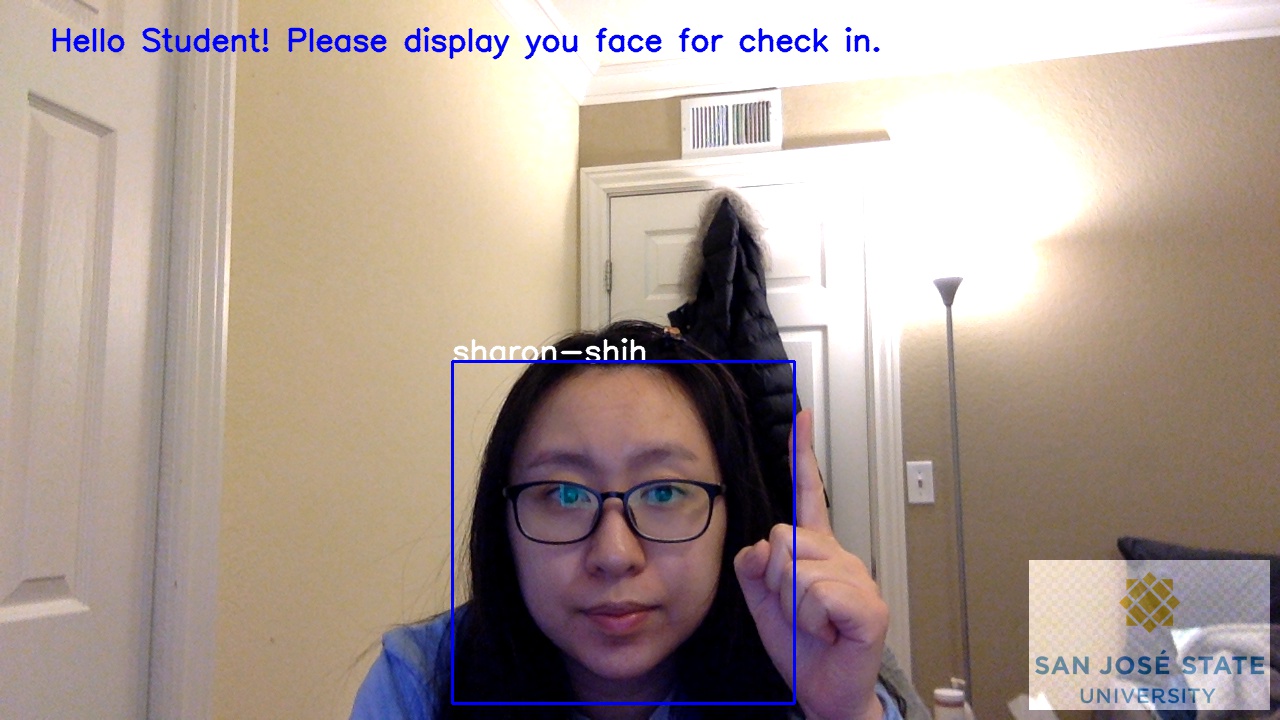 Hello Student! Please display you face for check in.
sharon-shih
SAN JOSÉ STATE
UNIVERSITY